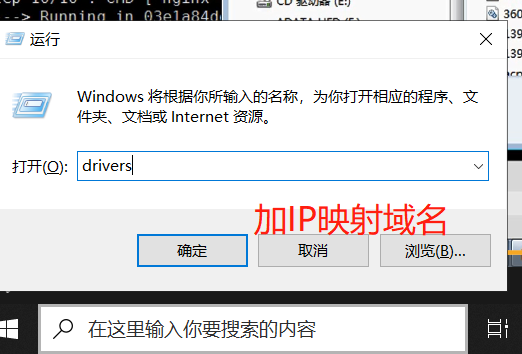 ep 10/10 : CMD [ "nginx"
---> Running in 03e1a84d
CD 驱动器 (E:)
360
运行
139
Windows 将根据你所输入的名称，为你打开相应的程序、文
件夹、文档或 Internet 资源。
打开(O):
drivers
加IP映射域名
确定
取消
浏览(B)...
在这里输入你要搜索的内容